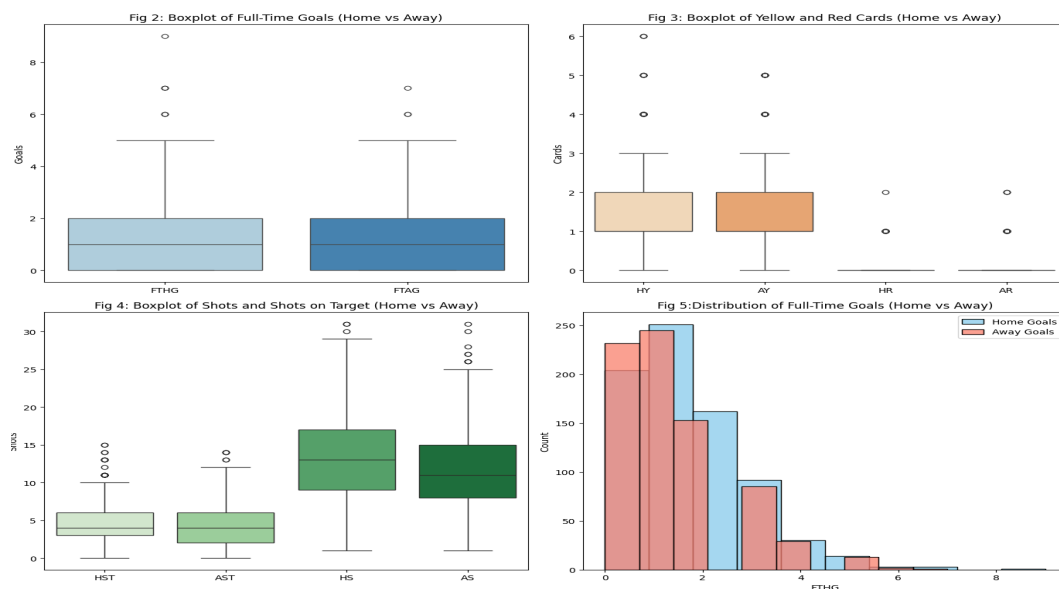 Fig 2: Boxplot of Full-Time Goals (Home vs Away)
Goals
8
6
4
2
0
FTHG FTAG
Fig 3: Boxplot of Yellow and Red Cards (Home vs Away)
Cards
6
5
4
3
2
1
0
HY AY HR AR
Fig 4: Boxplot of Shots and Shots on Target (Home vs Away)
Shots
30
25
20
15
10
5
0
HST AST HS AS
Fig 5:Distribution of Full-Time Goals (Home vs Away)
Home Goals
Away Goals
Count
250
200
150
100
50
0
0 2 4 6 8
FTHG